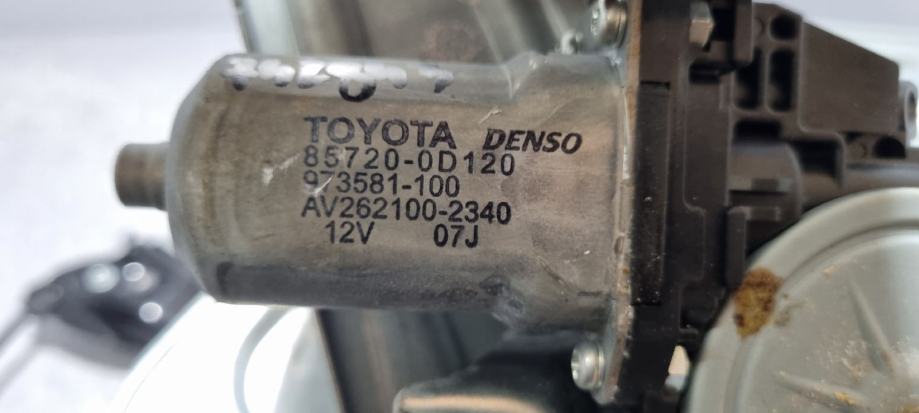 TOYOTA DENSO
85720-0D120
973581-100
AV262100-2340
12V 07J